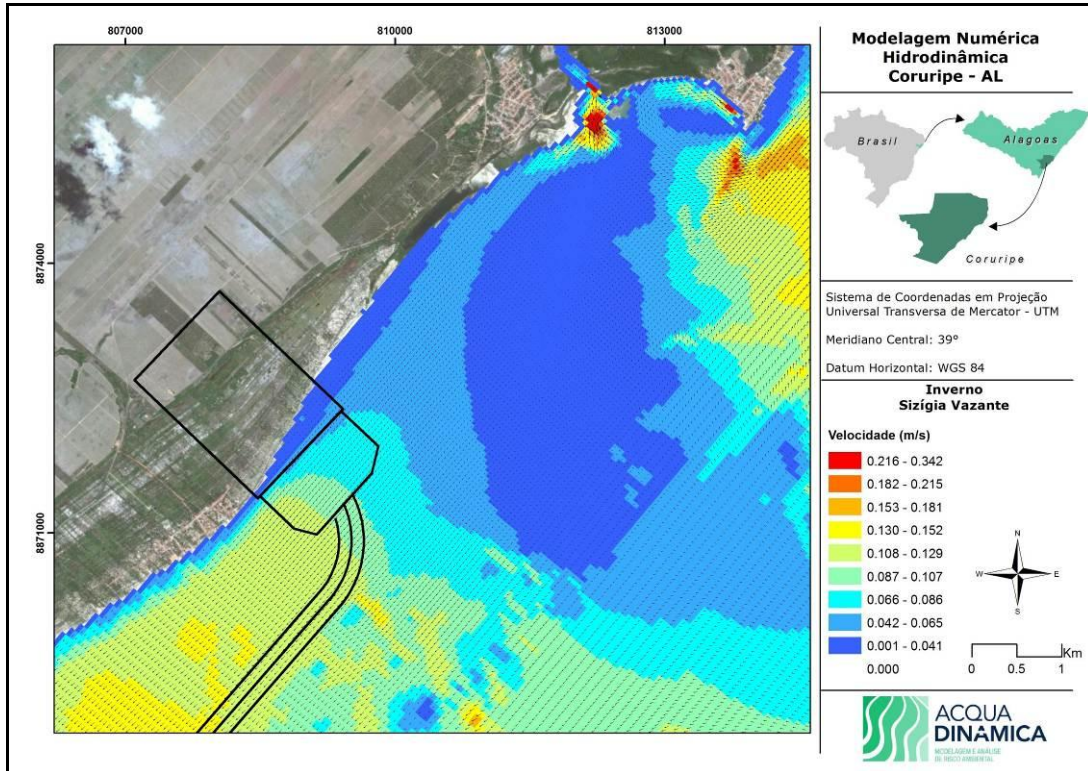 807000
810000
813000
8874000
8871000
Modelagem Numérica
Hidrodinâmica
Coruripe - AL
Brasil
Alagoas
Coruripe
Sistema de Coordenadas em Projeção
Universal Transversa de Mercator - UTM
Meridiano Central: 39°
Datum Horizontal: WGS 84
Inverno
Sizígia Vazante
Velocidade (m/s)
0.216 - 0.342
0.182 - 0.215
0.153 - 0.181
0.130 - 0.152
0.108 - 0.129
0.087 - 0.107
0.066 - 0.086
0.042 - 0.065
0.001 - 0.041
0.000
N
W E
S
Km
0 0.5 1
ACQUA
DINÂMICA
MODELAGEM E ANÁLISE
DE RISCO AMBIENTAL